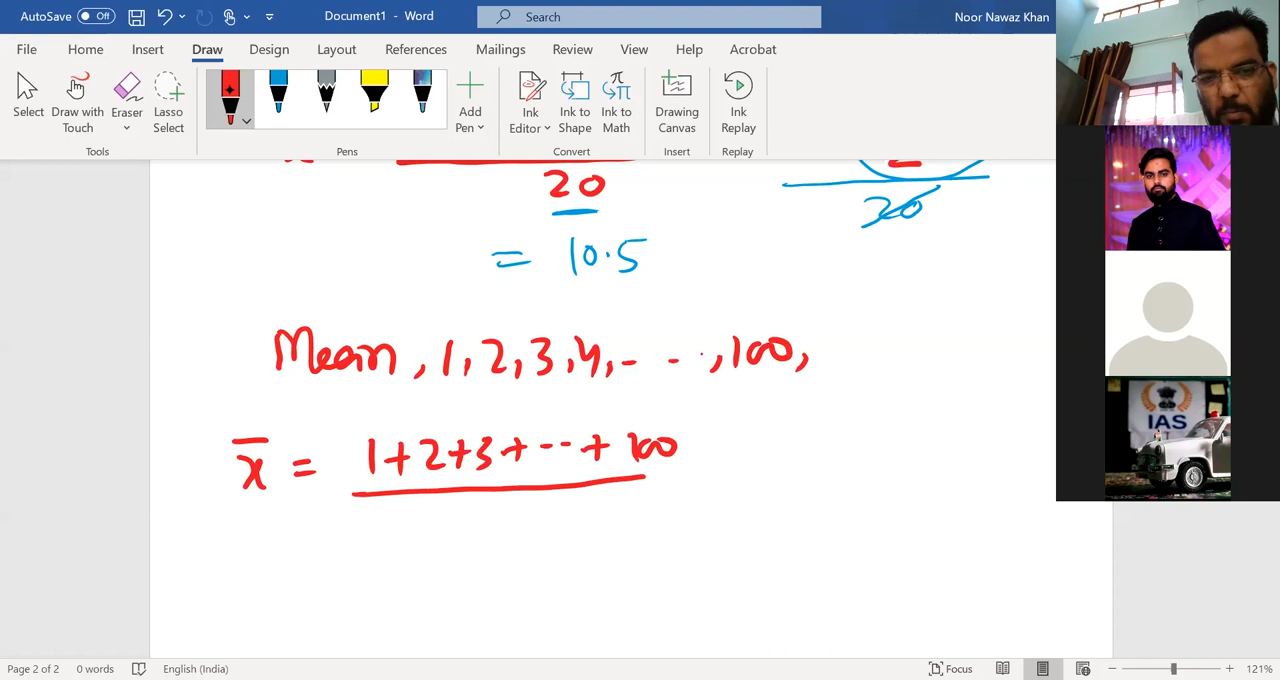 AutoSave Off Document1 - Word Search Noor Nawaz Khan
File Home Insert Draw Design Layout References Mailings Review View Help Acrobat
Select Draw with Touch Eraser Lasso Select Add Pen Ink Editor Ink to Shape Ink to Math Drawing Canvas Ink Replay
Tools Pens Convert Insert Replay
20 20
= 10.5
Mean, 1, 2, 3, 4, - - ., 100,
x̄ = 1+2+3+---+100
IAS
Page 2 of 2 0 words English (India) Focus 121%